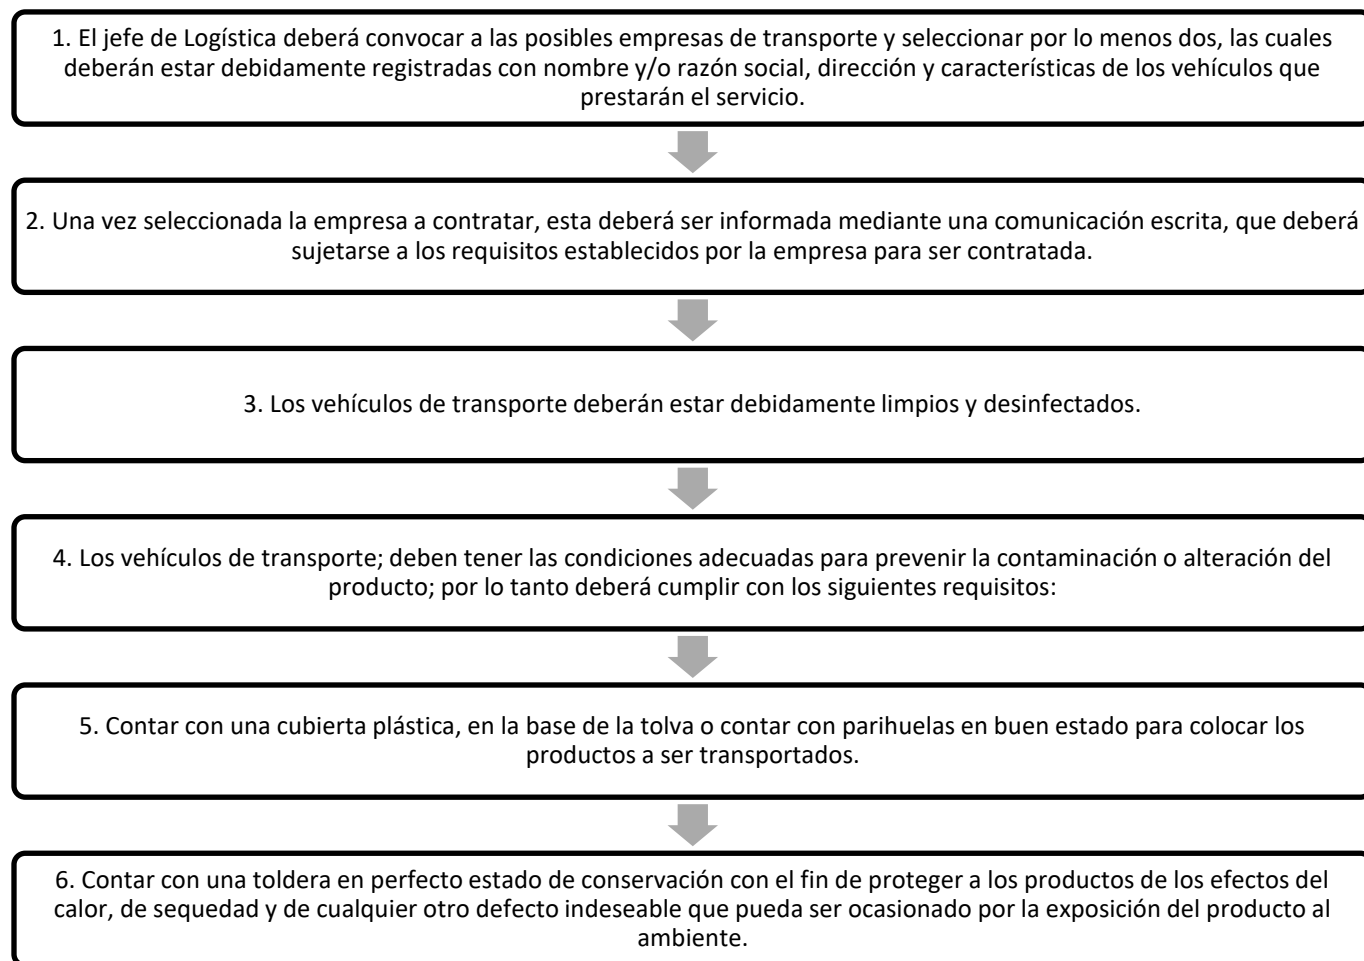 1. El jefe de Logística deberá convocar a las posibles empresas de transporte y seleccionar por lo menos dos, las cuales
deberán estar debidamente registradas con nombre y/o razón social, dirección y características de los vehículos que
prestarán el servicio.
2. Una vez seleccionada la empresa a contratar, esta deberá ser informada mediante una comunicación escrita, que deberá
sujetarse a los requisitos establecidos por la empresa para ser contratada.
3. Los vehículos de transporte deberán estar debidamente limpios y desinfectados.
4. Los vehículos de transporte; deben tener las condiciones adecuadas para prevenir la contaminación o alteración del
producto; por lo tanto deberá cumplir con los siguientes requisitos:
5. Contar con una cubierta plástica, en la base de la tolva o contar con parihuelas en buen estado para colocar los
productos a ser transportados.
6. Contar con una toldera en perfecto estado de conservación con el fin de proteger a los productos de los efectos del
calor, de sequedad y de cualquier otro defecto indeseable que pueda ser ocasionado por la exposición del producto al
ambiente.